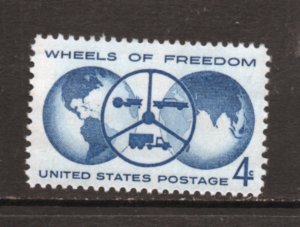 WHEELS OF FREEDOM
4¢
UNITED STATES POSTAGE